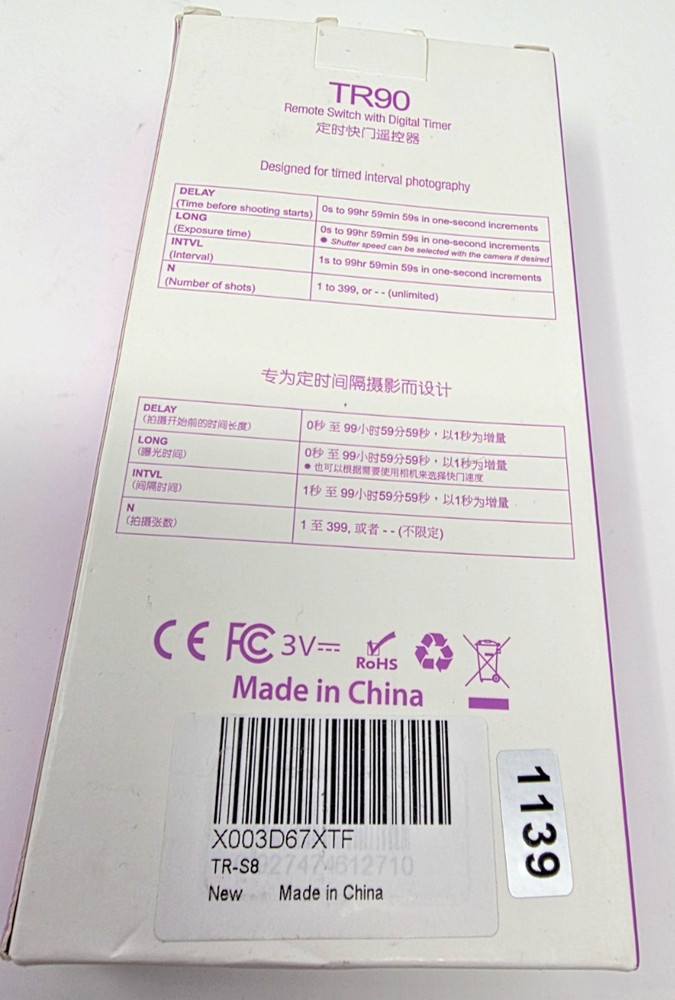 TR90
Remote Switch with Digital Timer
定时快门遥控器
Designed for timed interval photography
DELAY
(Time before shooting starts)
0s to 99hr 59min 59s in one-second increments
LONG
(Exposure time)
0s to 99hr 59min 59s in one-second increments
● Shutter speed can be selected with the camera if desired
INTVL
(Interval)
1s to 99hr 59min 59s in one-second increments
N
(Number of shots)
1 to 399, or - - (unlimited)
专为定时间隔摄影而设计
DELAY
(拍摄开始前的时间长度)
0秒 至 99小时59分59秒，以1秒为增量
LONG
(曝光时间)
0秒 至 99小时59分59秒，以1秒为增量
● 也可以根据需要使用相机来选择快门速度
INTVL
(间隔时间)
1秒 至 99小时59分59秒，以1秒为增量
N
(拍摄张数)
1 至 399, 或者 - - (不限定)
CE FC 3V RoHS
Made in China
X003D67XTF
TR-S8
New Made in China
1139